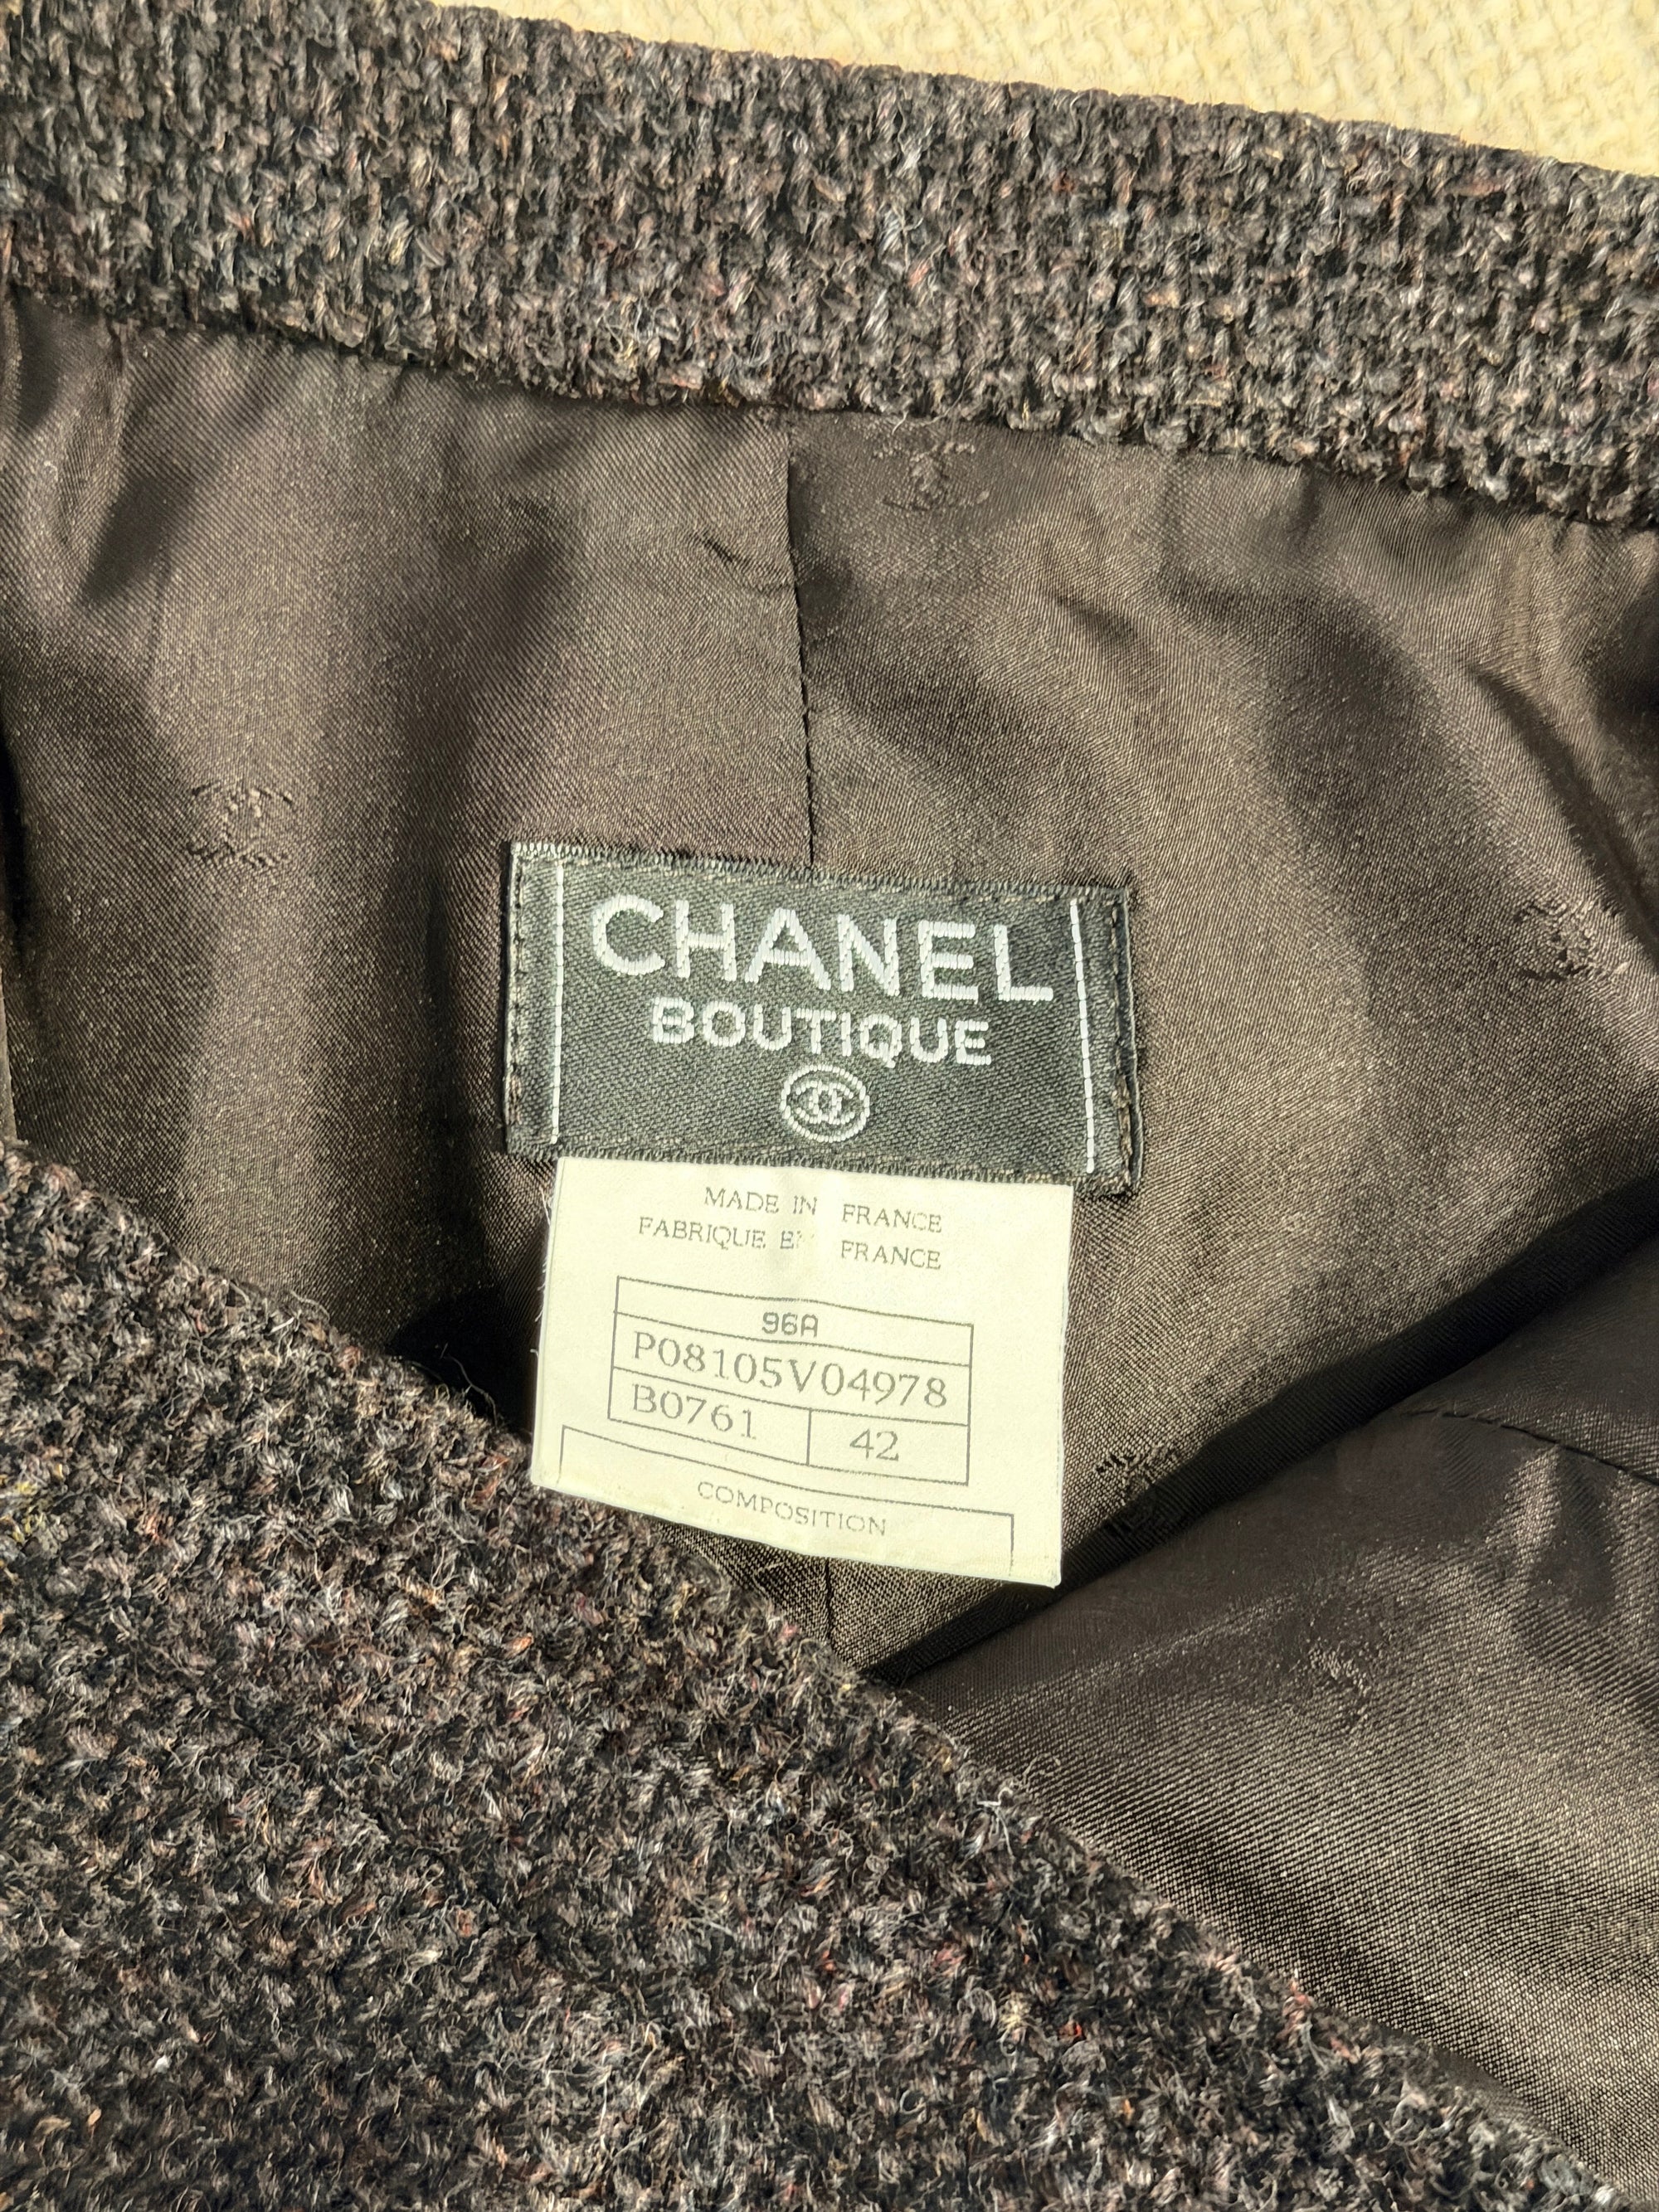 CHANEL
BOUTIQUE
MADE IN FRANCE
FABRIQUE EN FRANCE
96A
P08105V04978
B0761 42
COMPOSITION